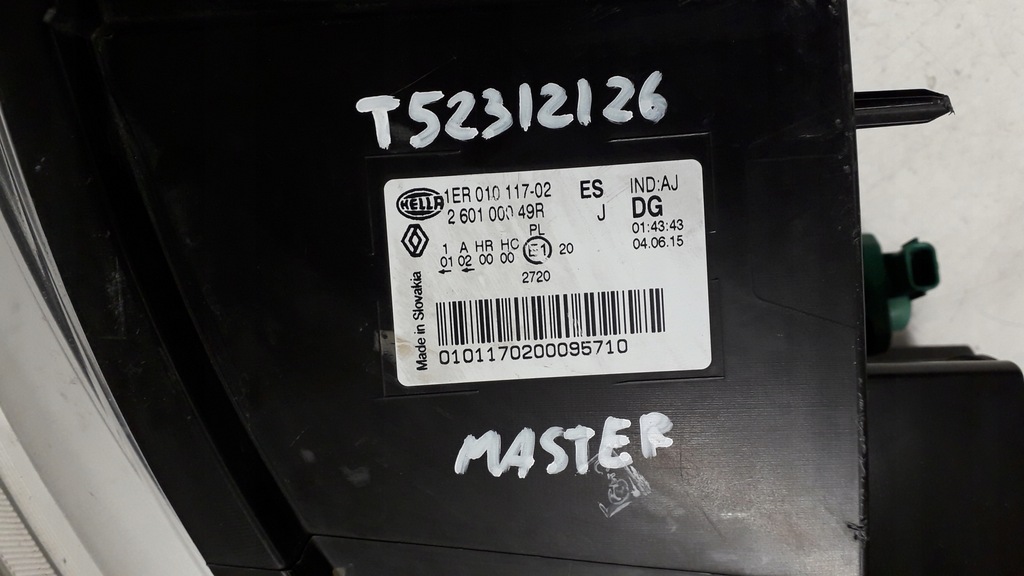 T52312126
HELLA 1ER 010 117-02 ES IND:AJ
2 601 000 49R J DG
PL 01:43:43
1 A HR HC E1 20 04.06.15
01 02 00 00
2720
Made in Slovakia
0101170200095710
MASTER